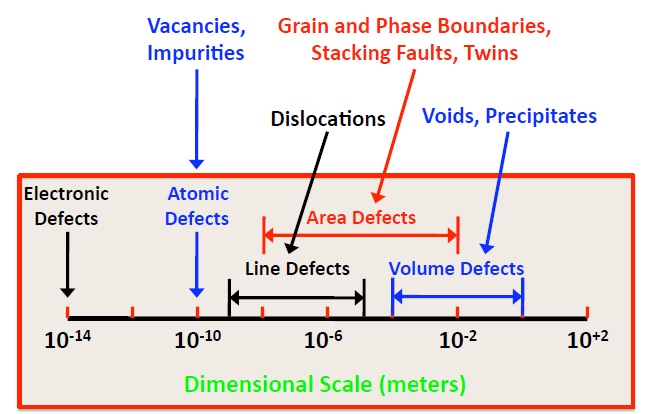 Vacancies,
Impurities
Grain and Phase Boundaries,
Stacking Faults, Twins
Dislocations
Voids, Precipitates
Electronic
Defects
Atomic
Defects
Area Defects
Line Defects
Volume Defects
10-14 10-10 10-6 10-2 10+2
Dimensional Scale (meters)